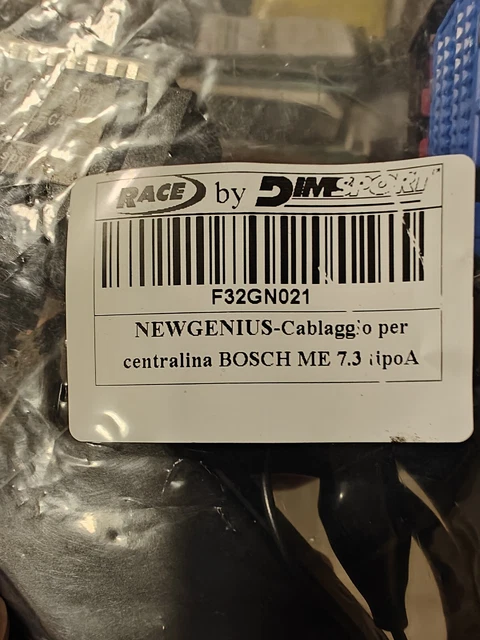 RACE by DIMSPORT
F32GN021
NEWGENIUS-Cablaggio per
centralina BOSCH ME 7.3 tipoA